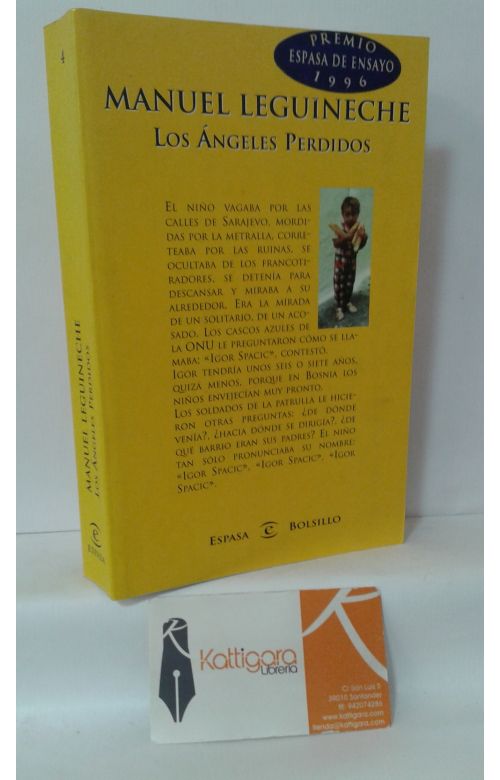 PREMIO
ESPASA DE ENSAYO
1996
MANUEL LEGUINECHE
LOS ÁNGELES PERDIDOS
EL NIÑO VAGABA POR LAS
CALLES DE SARAJEVO, MORDI-
DAS POR LA METRALLA, CORRE-
TEABA POR LAS RUINAS, SE
OCULTABA DE LOS FRANCOTI-
RADORES, SE DETENÍA PARA
DESCANSAR Y MIRABA A SU
ALREDEDOR. ERA LA MIRADA
DE UN SOLITARIO, DE UN ACO-
SADO. LOS CASCOS AZULES DE
LA ONU LE PREGUNTARON CÓMO SE LLA-
MABA: «IGOR SPACIC», CONTESTÓ.
IGOR TENDRÍA UNOS SEIS O SIETE AÑOS,
QUIZÁ MENOS, PORQUE EN BOSNIA LOS
NIÑOS ENVEJECÍAN MUY PRONTO.
LOS SOLDADOS DE LA PATRULLA LE HICIE-
RON OTRAS PREGUNTAS: ¿DE DÓNDE
VENÍA?, ¿HACIA DÓNDE SE DIRIGÍA?, ¿DE
QUÉ BARRIO ERAN SUS PADRES? EL NIÑO
TAN SÓLO PRONUNCIABA SU NOMBRE:
«IGOR SPACIC», «IGOR SPACIC», «IGOR
SPACIC».
ESPASA e BOLSILLO
4
MANUEL LEGUINECHE
LOS ÁNGELES PERDIDOS
ESPASA
Kattigara
Librería
C/ San Luis 5
39010 Santander
tlf: 942074286
www.kattigara.com
tienda@kattigara.com